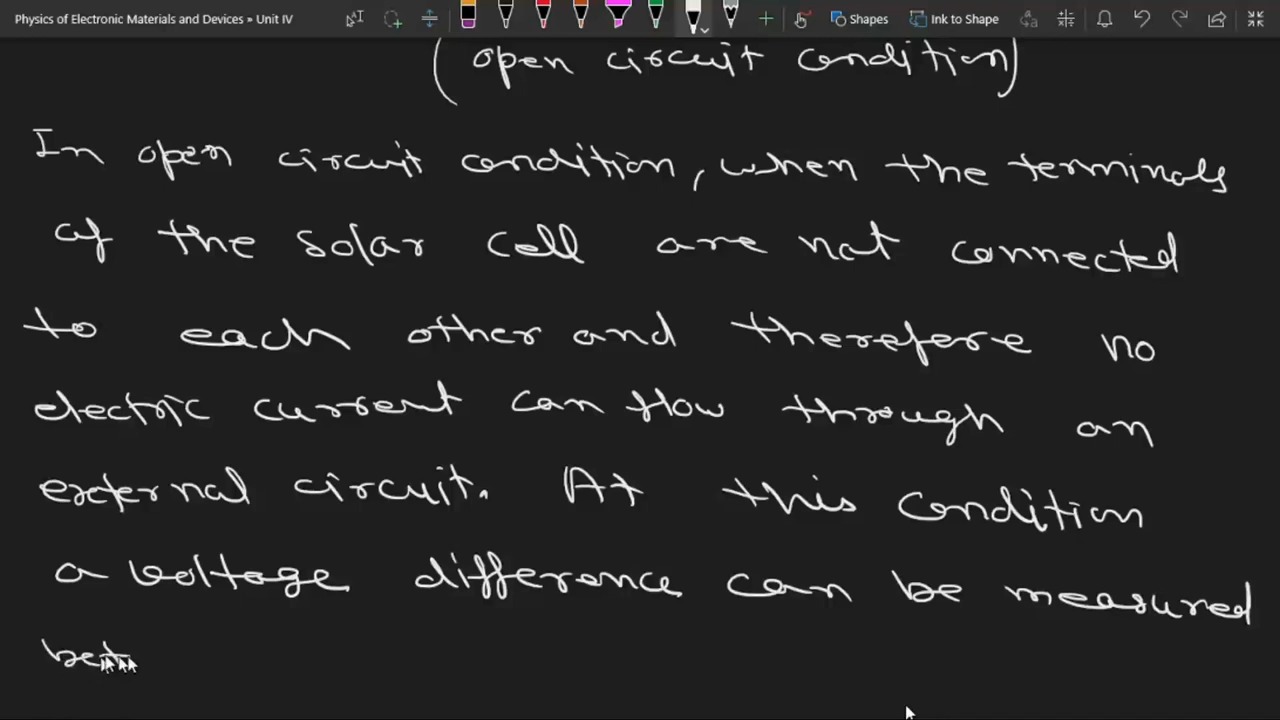 Physics of Electronic Materials and Devices » Unit IV
Shapes
Ink to Shape
(open circuit condition)
In open circuit condition, when the terminals
of the solar cell are not connected
to each other and therefore no
electric current can flow through an
external circuit. At this condition
a voltage difference can be measured
bet